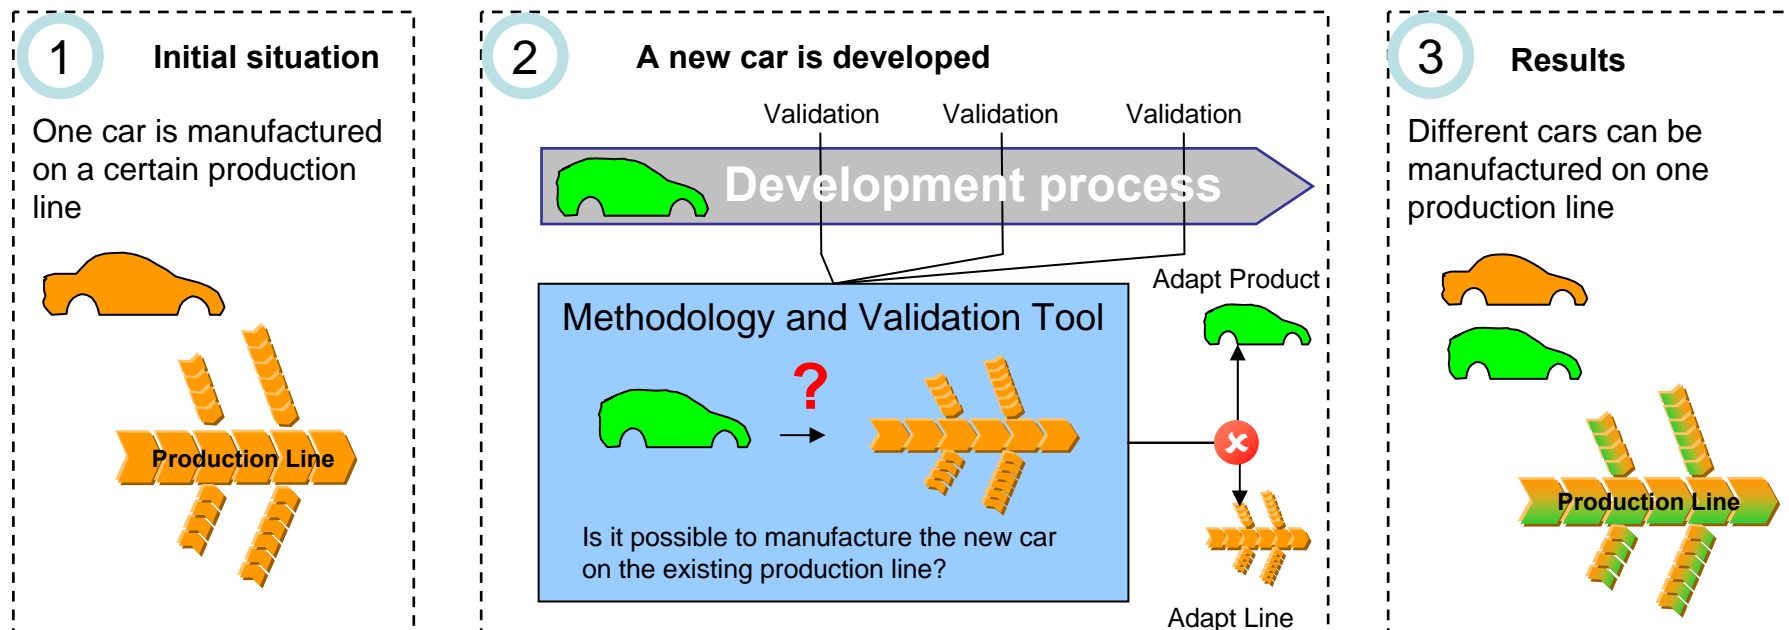 1
Initial situation
One car is manufactured
on a certain production
line
Production Line
2
A new car is developed
Validation
Validation
Validation
Development process
Methodology and Validation Tool
?
Is it possible to manufacture the new car
on the existing production line?
Adapt Product
Adapt Line
3
Results
Different cars can be
manufactured on one
production line
Production Line